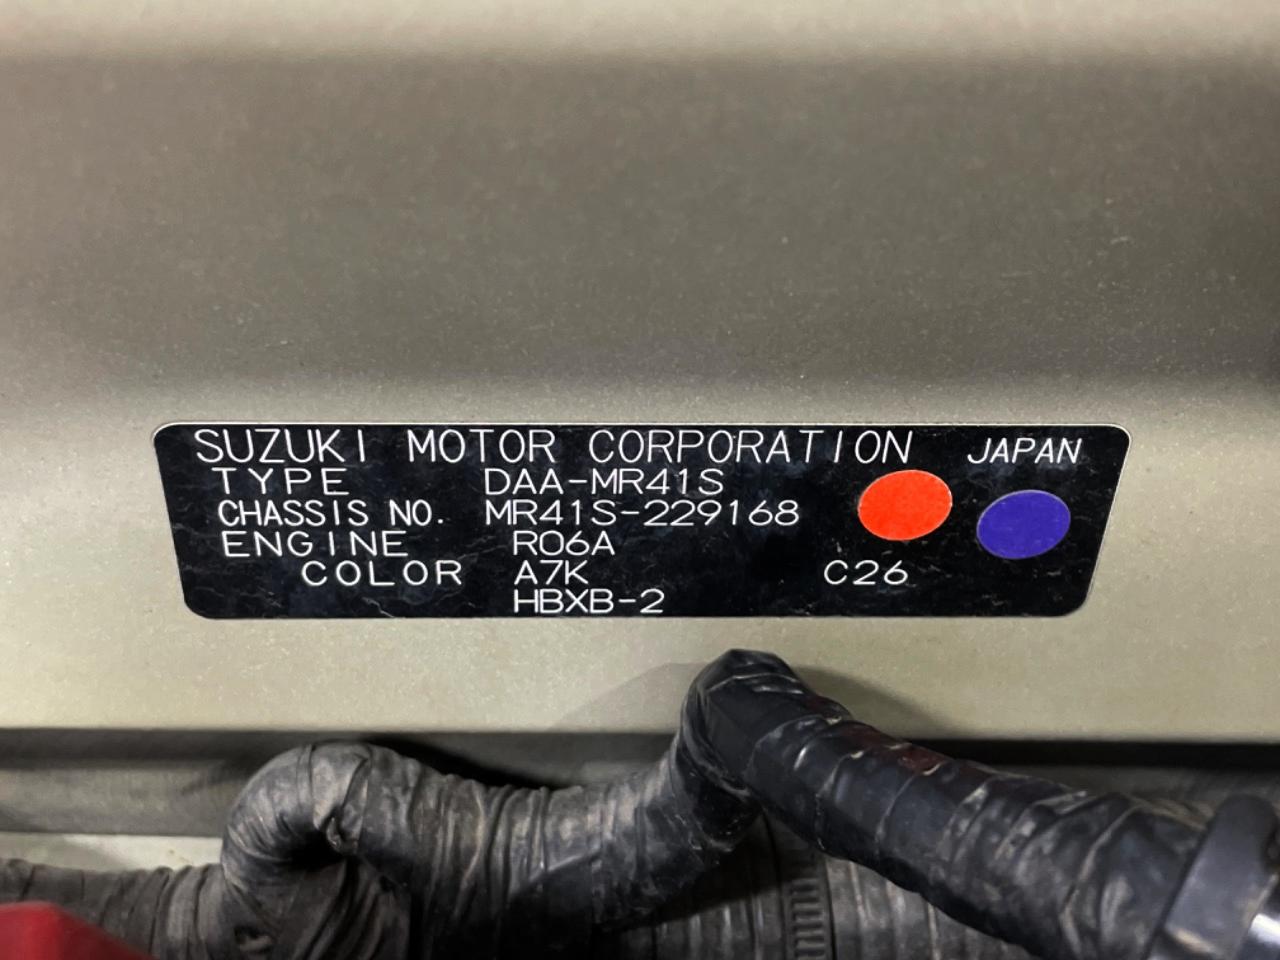 SUZUKI MOTOR CORPORATION JAPAN
TYPE DAA-MR41S
CHASSIS NO. MR41S-229168
ENGINE R06A
COLOR A7K C26
HBXB-2